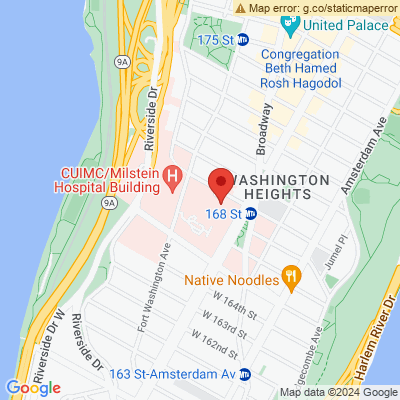 Map error: g.co/staticmaperror
United Palace
175 St
Congregation
Beth Hamed
Rosh Hagodol
9A
Riverside Dr
Broadway
Amsterdam Ave
CUIMC/Milstein
Hospital Building
H
WASHINGTON
HEIGHTS
9A
168 St
Jumel Pl
Native Noodles
Fort Washington Ave
W 164th St
W 163rd St
W 162nd St
Riverside Dr W
Riverside Dr
Harlem River Dr
163 St-Amsterdam Av
Google
Map data ©2024 Google